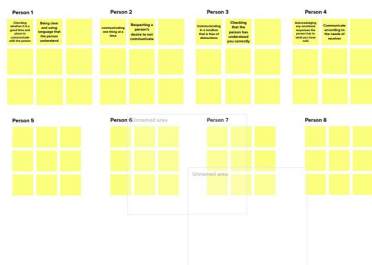 Person 1
Person 2
Person 3
Person 4
Checking
whether it is a
good time and
place to
communicate
with the person
Being clear
and using
language that
the person
understand
communicating
one thing at a
time
Respecting a
person's
desire to not
communicate
Communicating
in a location
that is free of
distractions
Checking
that the
person has
understood
you correctly
Acknowledging
any emotional
responses the
person has to
what you have
said
Communicate
according to
the needs of
receiver
Person 5
Person 6
Unnamed area
Person 7
Person 8
Unnamed area